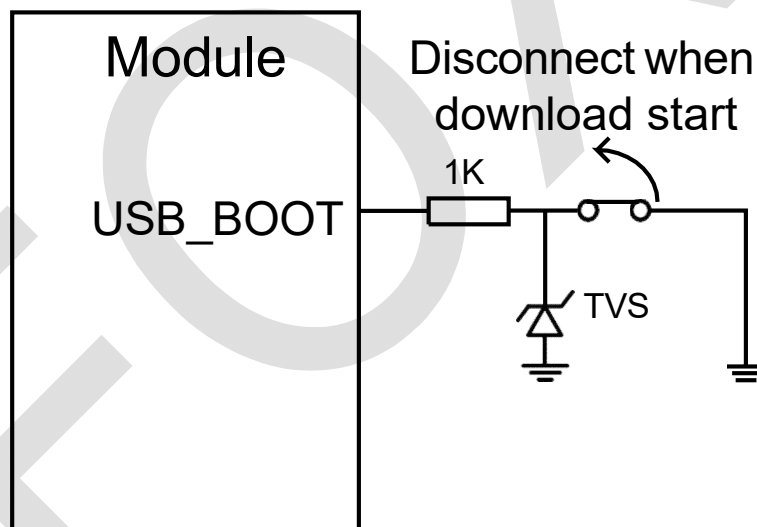 Module
Disconnect when
download start
1K
USB_BOOT
TVS